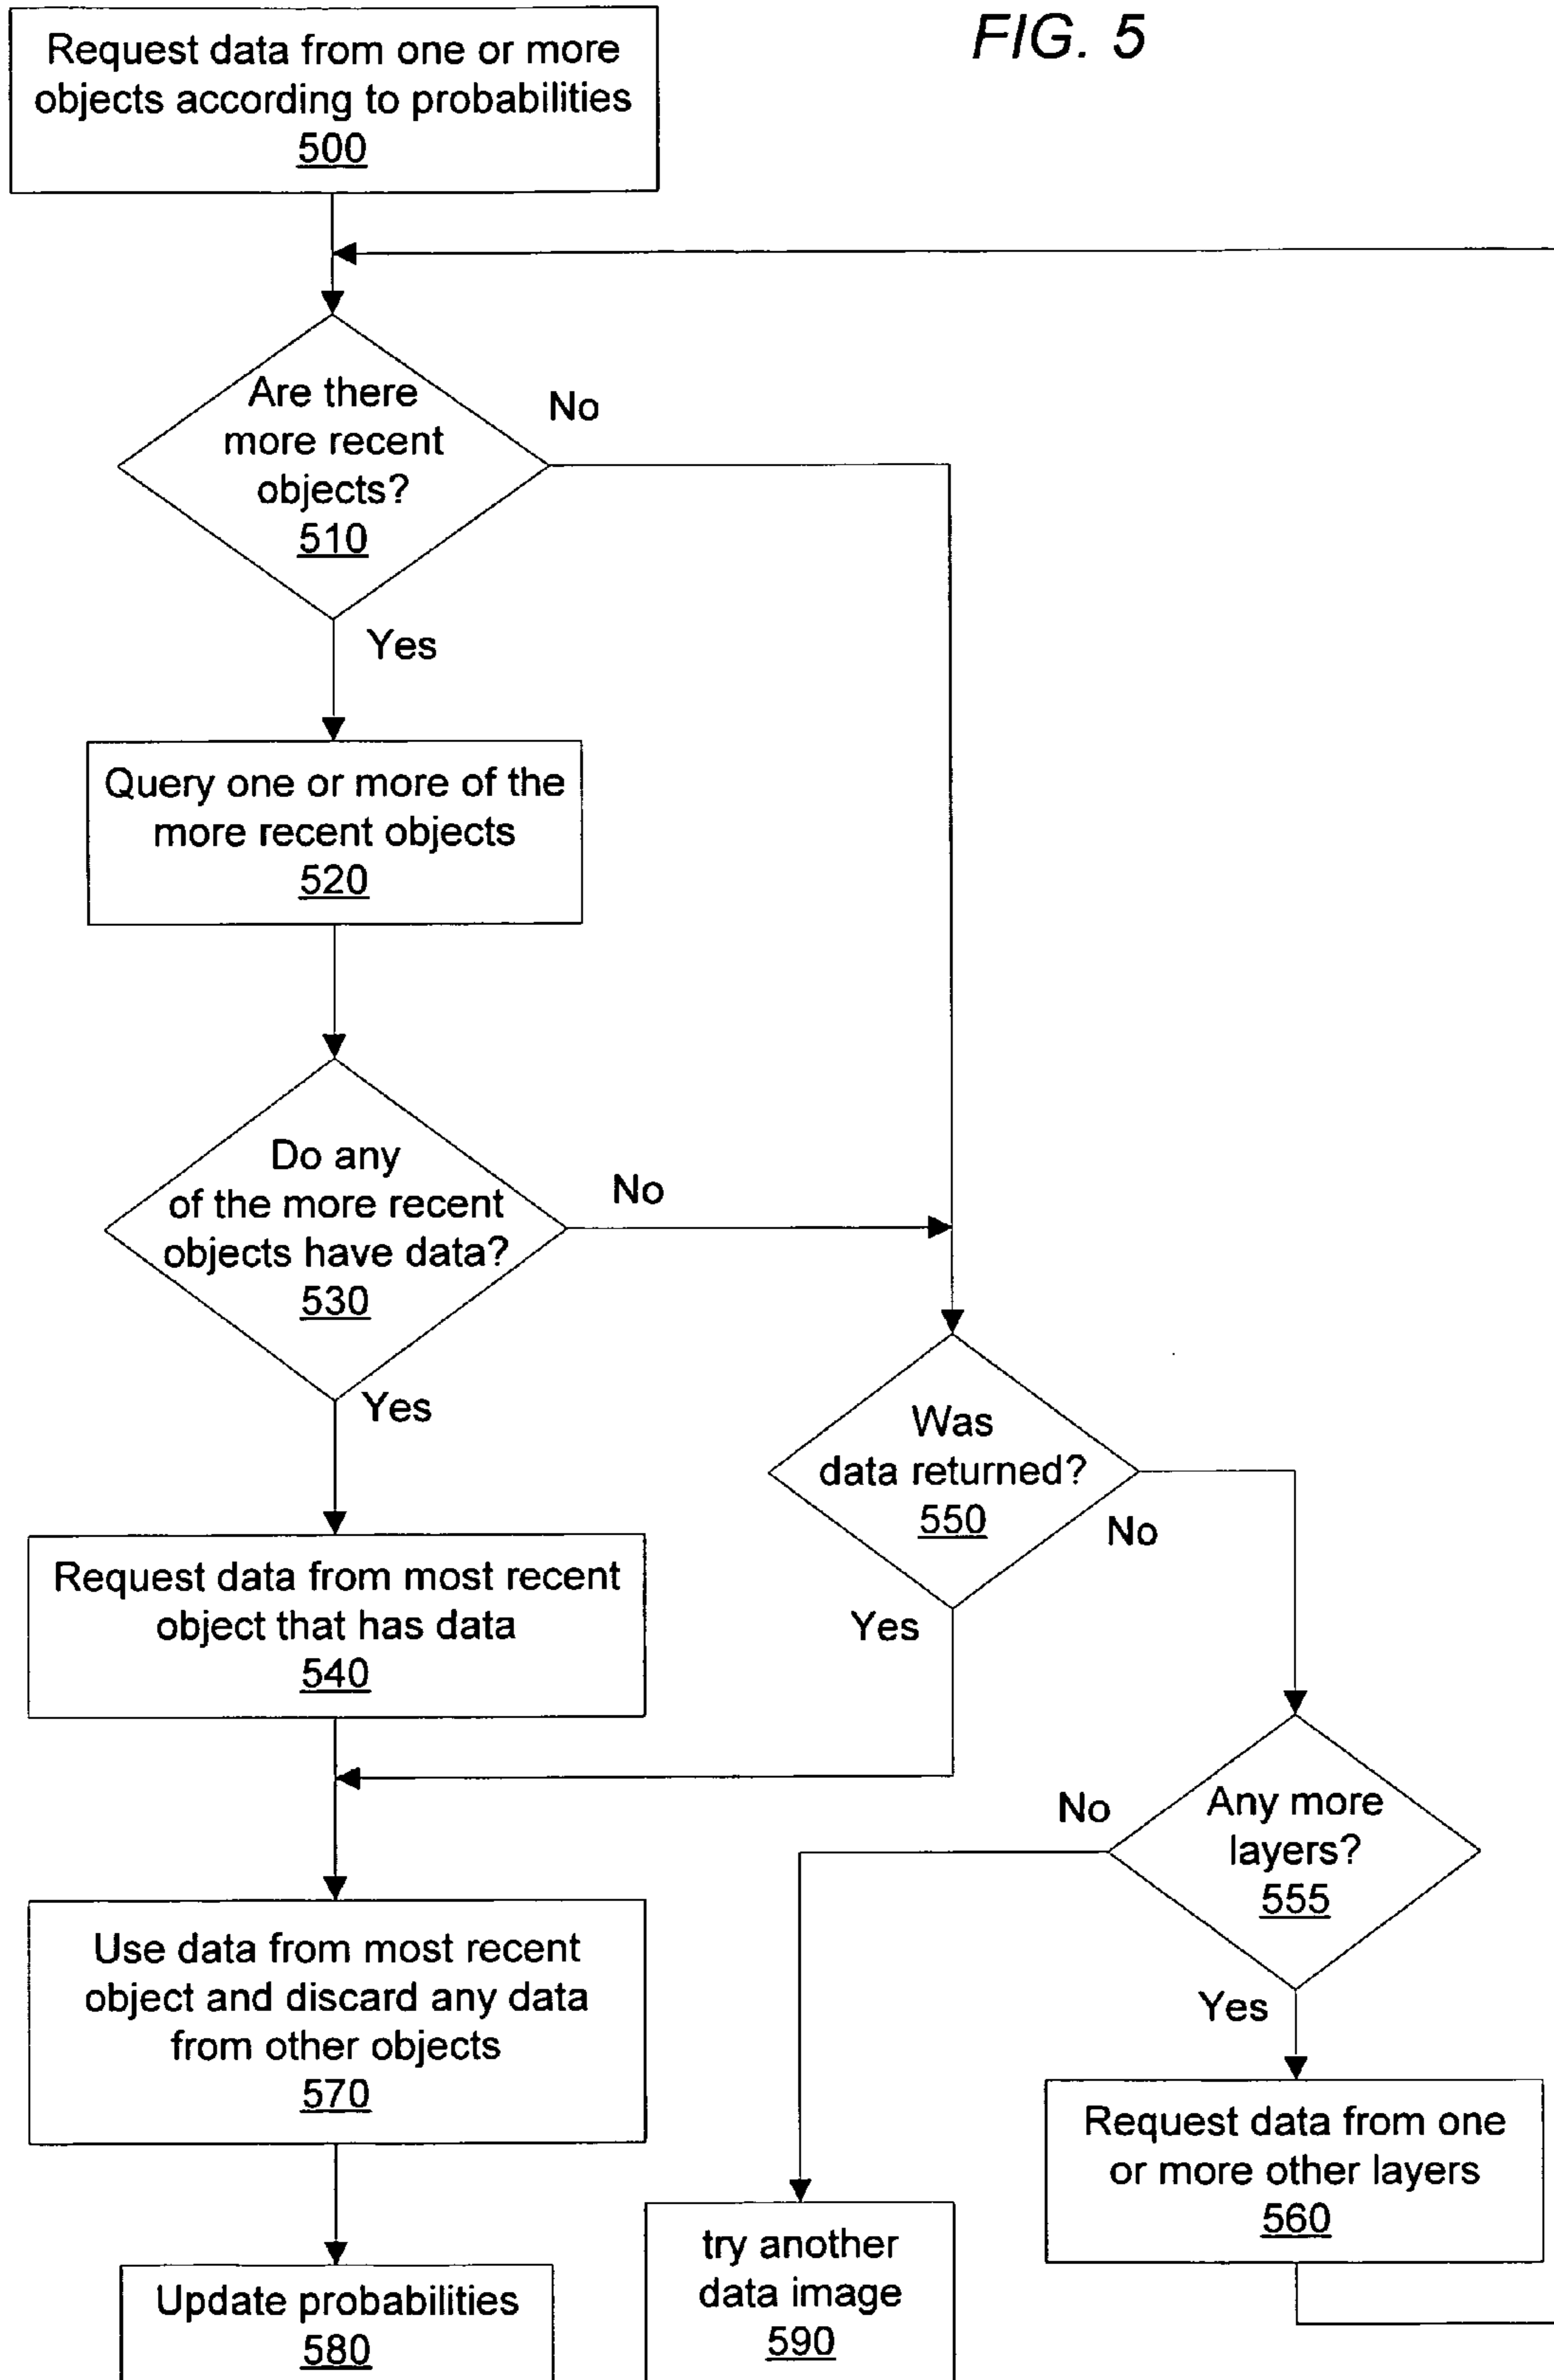 FIG. 5
Request data from one or more
objects according to probabilities
500
Are there
more recent
objects?
510
No
Yes
Query one or more of the
more recent objects
520
Do any
of the more recent
objects have data?
530
No
Yes
Was
data returned?
550
No
Yes
Request data from most recent
object that has data
540
Any more
layers?
555
No
Yes
Use data from most recent
object and discard any data
from other objects
570
Request data from one
or more other layers
560
try another
data image
590
Update probabilities
580